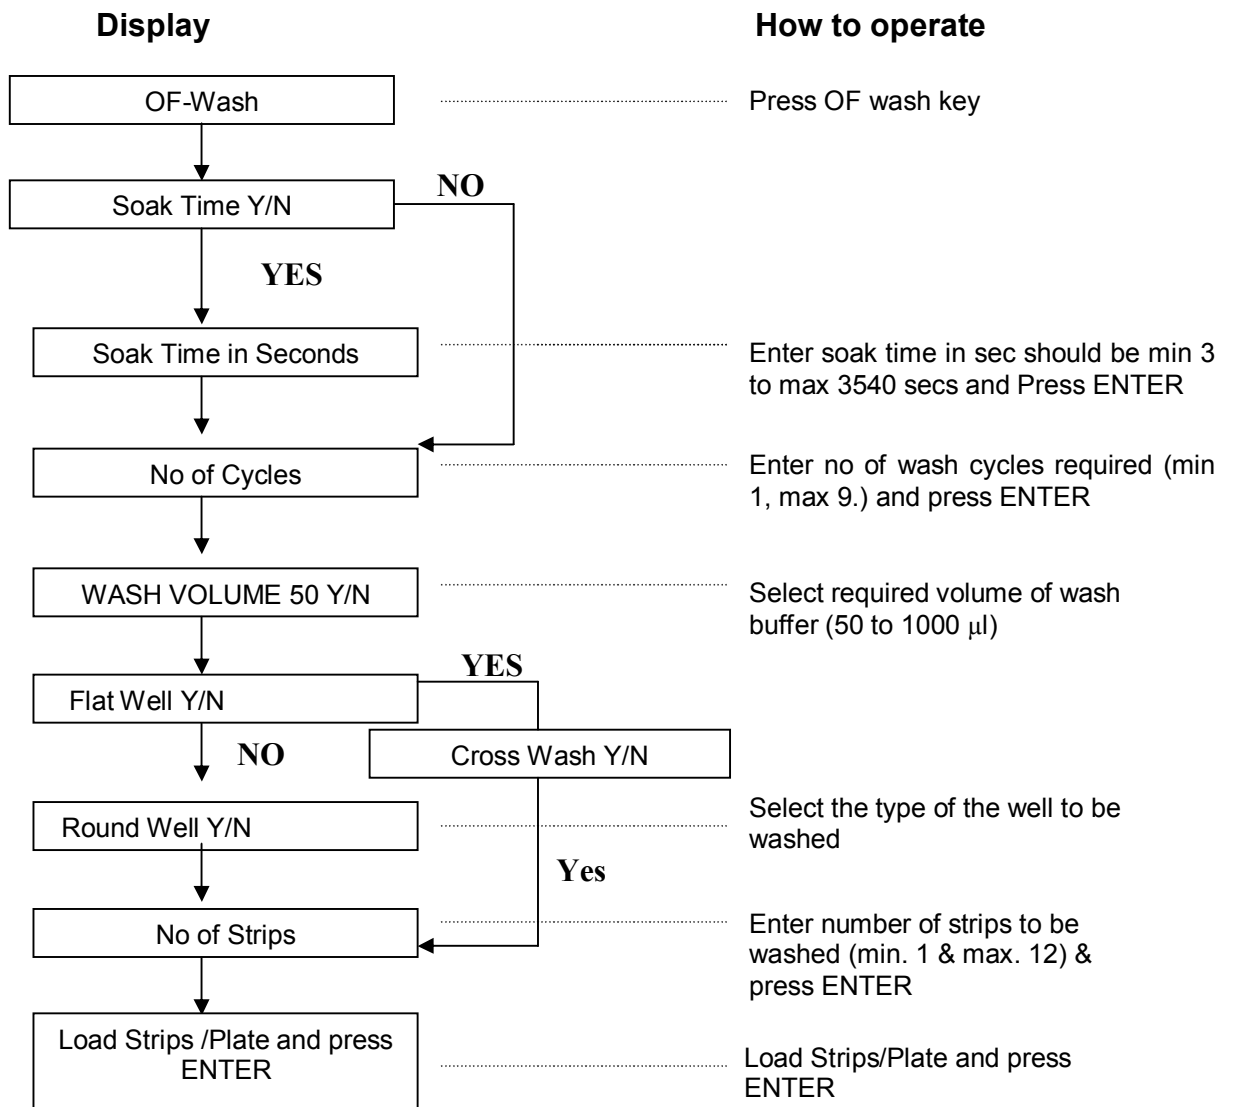 Display
How to operate
OF-Wash
Press OF wash key
Soak Time Y/N
NO
YES
Soak Time in Seconds
Enter soak time in sec should be min 3
to max 3540 secs and Press ENTER
No of Cycles
Enter no of wash cycles required (min
1, max 9.) and press ENTER
WASH VOLUME 50 Y/N
Select required volume of wash
buffer (50 to 1000 μl)
YES
Flat Well Y/N
NO
Cross Wash Y/N
Round Well Y/N
Select the type of the well to be
washed
Yes
No of Strips
Enter number of strips to be
washed (min. 1 & max. 12) &
press ENTER
Load Strips /Plate and press
ENTER
Load Strips/Plate and press
ENTER